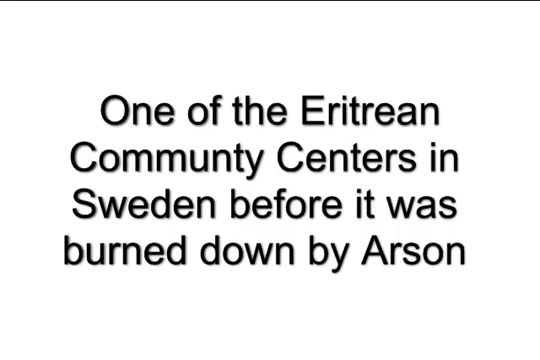 One of the Eritrean
Communty Centers in
Sweden before it was
burned down by Arson